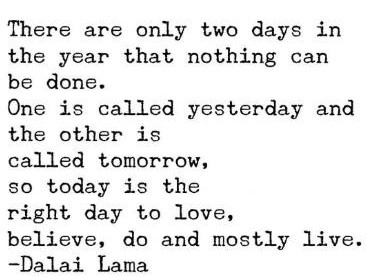 There are only two days in
the year that nothing can
be done.
One is called yesterday and
the other is
called tomorrow,
so today is the
right day to love,
believe, do and mostly live.
-Dalai Lama